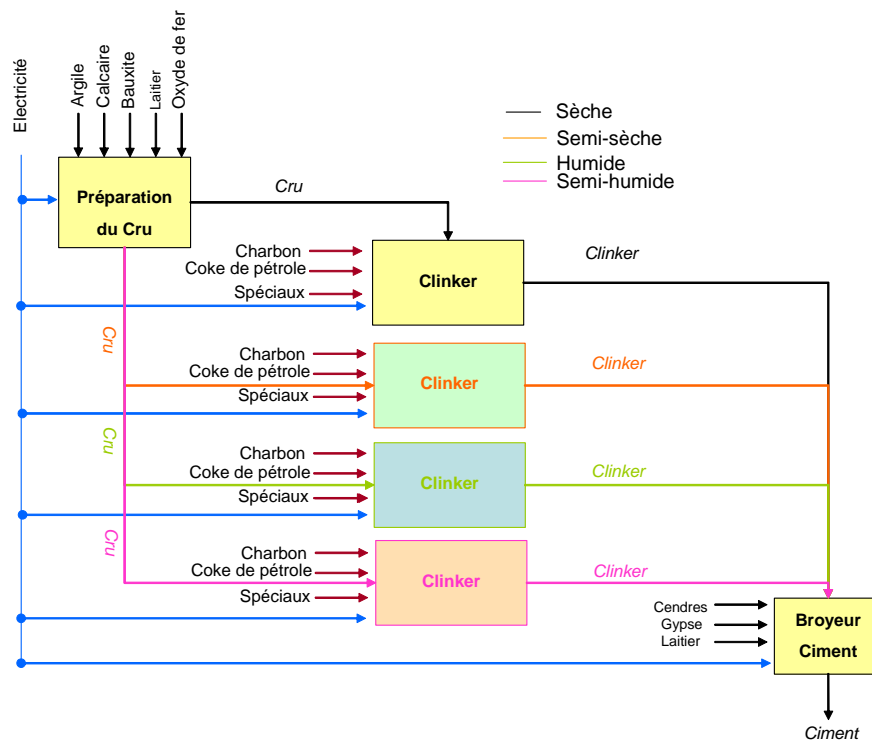 Electricité
Argile
Calcaire
Bauxite
Laitier
Oxyde de fer
Sèche
Semi-sèche
Humide
Semi-humide
Préparation
du Cru
Cru
Charbon
Coke de pétrole
Spéciaux
Clinker
Clinker
Cru
Charbon
Coke de pétrole
Spéciaux
Clinker
Clinker
Cru
Charbon
Coke de pétrole
Spéciaux
Clinker
Clinker
Cru
Charbon
Coke de pétrole
Spéciaux
Clinker
Clinker
Cendres
Gypse
Laitier
Broyeur
Ciment
Ciment